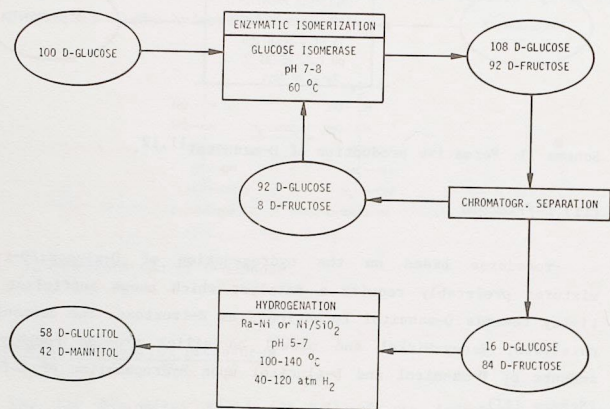 100 D-GLUCOSE
ENZYMATIC ISOMERIZATION
GLUCOSE ISOMERASE
pH 7-8
60 °C
108 D-GLUCOSE
92 D-FRUCTOSE
92 D-GLUCOSE
8 D-FRUCTOSE
CHROMATOGR. SEPARATION
HYDROGENATION
Ra-Ni or Ni/SiO2
pH 5-7
100-140 °C
40-120 atm H2
58 D-GLUCITOL
42 D-MANNITOL
16 D-GLUCOSE
84 D-FRUCTOSE